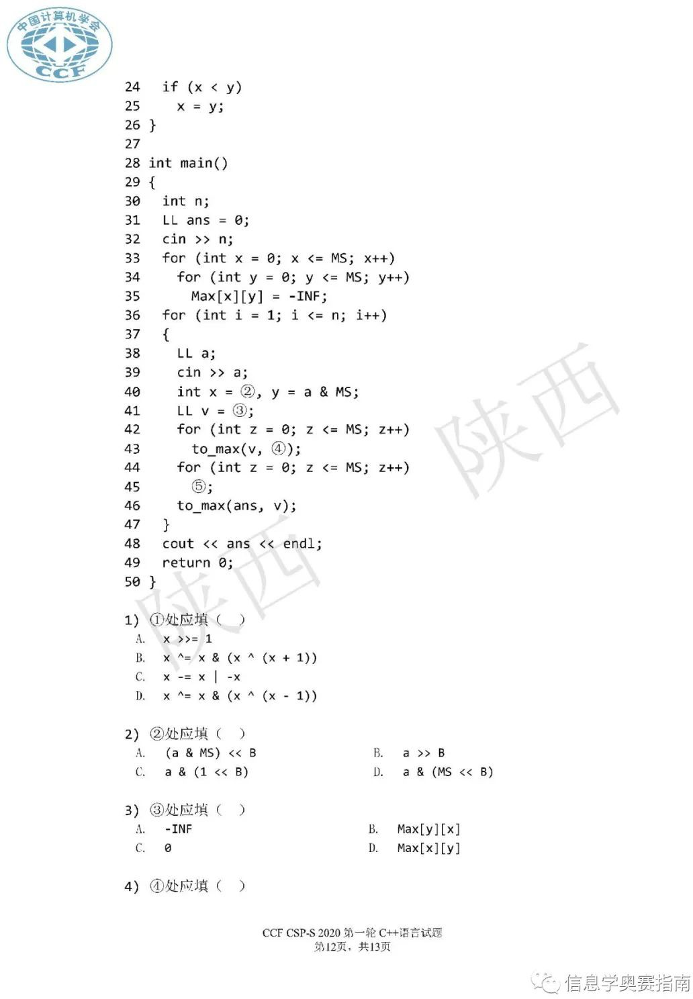 中国计算机学会
CCF
24 if (x < y)
25 x = y;
26 }
27
28 int main()
29 {
30 int n;
31 LL ans = 0;
32 cin >> n;
33 for (int x = 0; x <= MS; x++)
34 for (int y = 0; y <= MS; y++)
35 Max[x][y] = -INF;
36 for (int i = 1; i <= n; i++)
37 {
38 LL a;
39 cin >> a;
40 int x = ②, y = a & MS;
41 LL v = ③;
42 for (int z = 0; z <= MS; z++)
43 to_max(v, ④);
44 for (int z = 0; z <= MS; z++)
45 ⑤;
46 to_max(ans, v);
47 }
48 cout << ans << endl;
49 return 0;
50 }
陕西
陕西
1) ①处应填( )
A. x >>= 1
B. x ^= x & (x ^ (x + 1))
C. x -= x | -x
D. x ^= x & (x ^ (x - 1))
2) ②处应填( )
A. (a & MS) << B B. a >> B
C. a & (1 << B) D. a & (MS << B)
3) ③处应填( )
A. -INF B. Max[y][x]
C. 0 D. Max[x][y]
4) ④处应填( )
CCF CSP-S 2020 第一轮 C++语言试题
第12页，共13页
信息学奥赛指南